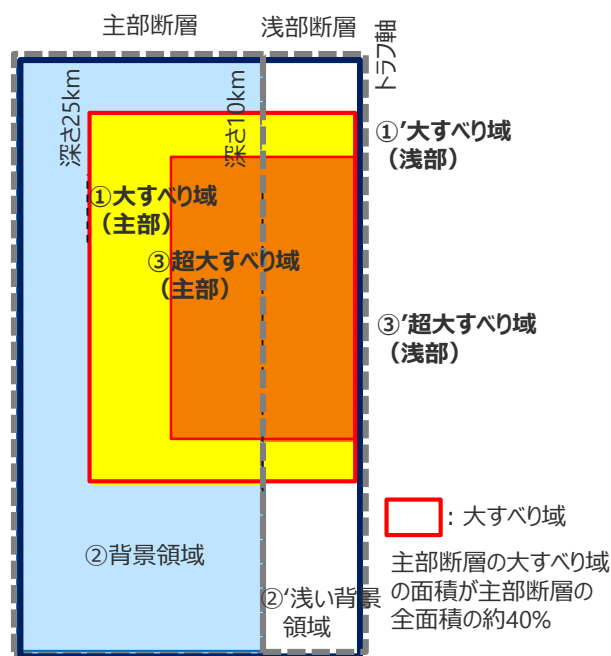 主部断層
浅部断層
トラフ軸
深さ25km
深さ10km
①’大すべり域
（浅部）
①大すべり域
（主部）
③超大すべり域
（主部）
③’超大すべり域
（浅部）
：大すべり域
主部断層の大すべり域
の面積が主部断層の
全面積の約40%
②背景領域
②‘浅い背景
領域